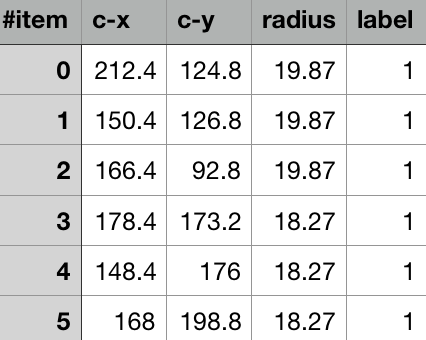 #item c-x c-y radius label
0 212.4 124.8 19.87 1
1 150.4 126.8 19.87 1
2 166.4 92.8 19.87 1
3 178.4 173.2 18.27 1
4 148.4 176 18.27 1
5 168 198.8 18.27 1